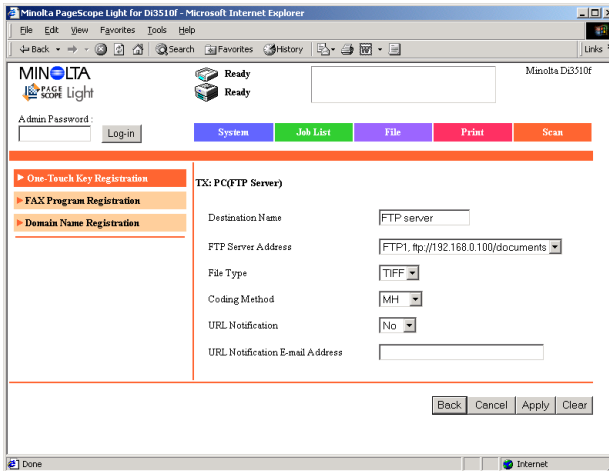 Minolta PageScope Light for Di3510f - Microsoft Internet Explorer
File Edit View Favorites Tools Help
Back Search Favorites History Links
MINOLTA
PAGE SCOPE Light
Ready
Ready
Minolta Di3510f
Admin Password :
Log-in
System Job List File Print Scan
One-Touch Key Registration
FAX Program Registration
Domain Name Registration
TX: PC(FTP Server)
Destination Name FTP server
FTP Server Address FTP1, ftp://192.168.0.100/documents
File Type TIFF
Coding Method MH
URL Notification No
URL Notification E-mail Address
Back Cancel Apply Clear
Done Internet